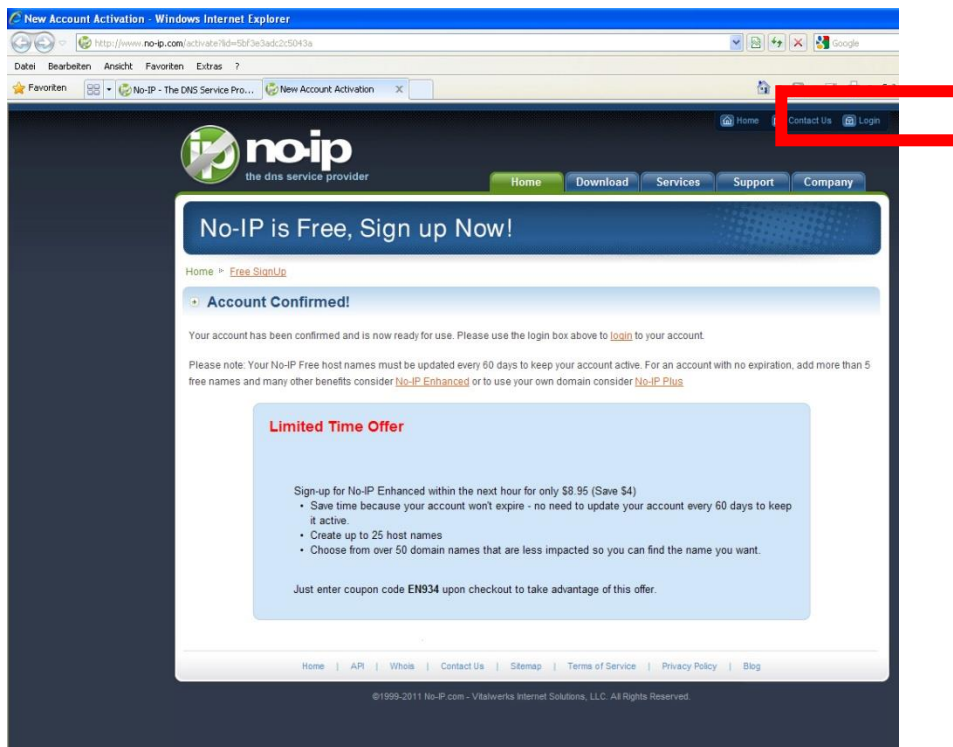 New Account Activation - Windows Internet Explorer
http://www.no-ip.com/activate?lid=5bf3e3adc2c5043a
Google
Datei Bearbeiten Ansicht Favoriten Extras ?
Favoriten
No-IP - The DNS Service Pro...
New Account Activation
Home
Contact Us
Login
no-ip
the dns service provider
Home Download Services Support Company
No-IP is Free, Sign up Now!
Home
Free SignUp
Account Confirmed!
Your account has been confirmed and is now ready for use. Please use the login box above to login to your account.
Please note: Your No-IP Free host names must be updated every 60 days to keep your account active. For an account with no expiration, add more than 5
free names and many other benefits consider No-IP Enhanced or to use your own domain consider No-IP Plus
Limited Time Offer
Sign-up for No-IP Enhanced within the next hour for only $8.95 (Save $4)
• Save time because your account won't expire - no need to update your account every 60 days to keep
it active.
• Create up to 25 host names
• Choose from over 50 domain names that are less impacted so you can find the name you want.
Just enter coupon code EN934 upon checkout to take advantage of this offer.
Home | API | Whois | Contact Us | Sitemap | Terms of Service | Privacy Policy | Blog
©1999-2011 No-IP.com - Vitalwerks Internet Solutions, LLC. All Rights Reserved.